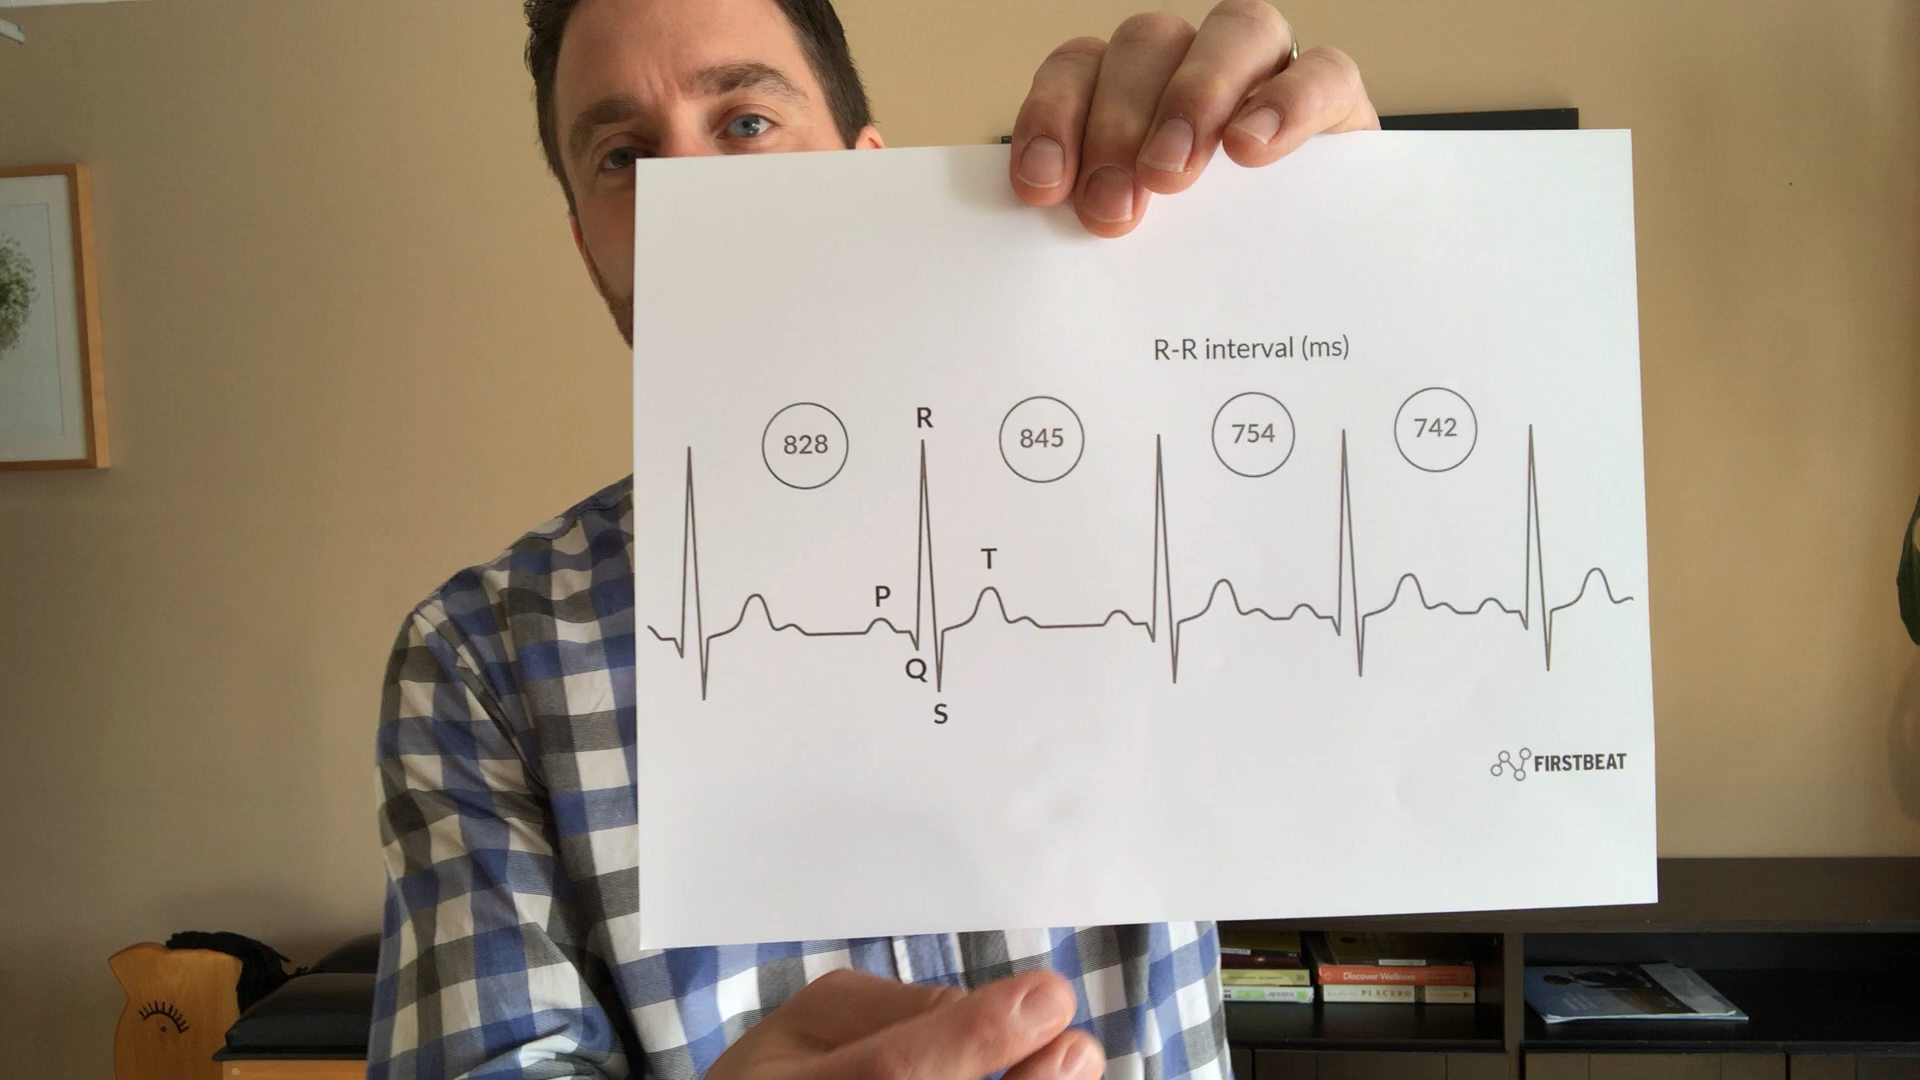 R-R interval (ms)
828
R
845
754
742
P
T
Q
S
FIRSTBEAT
Discover Wellness
PLACEBO